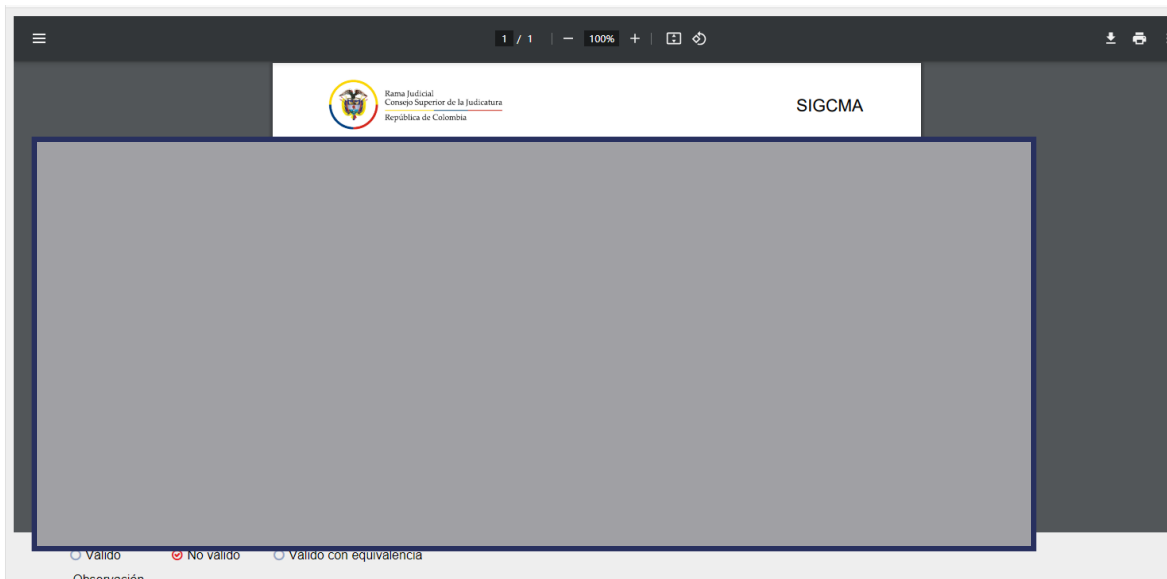 1 / 1 | — 100% + |
Rama Judicial
Consejo Superior de la Judicatura
República de Colombia
SIGCMA
Válido No válido Válido con equivalencia
Observación